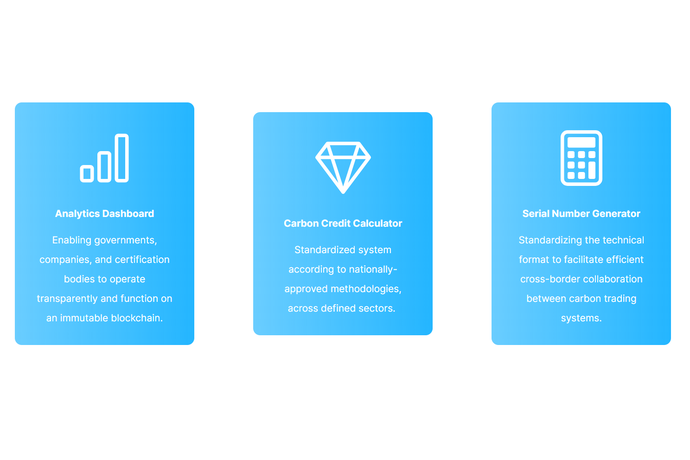 Analytics Dashboard
Enabling governments,
companies, and certification
bodies to operate
transparently and function on
an immutable blockchain.
Carbon Credit Calculator
Standardized system
according to nationally-
approved methodologies,
across defined sectors.
Serial Number Generator
Standardizing the technical
format to facilitate efficient
cross-border collaboration
between carbon trading
systems.